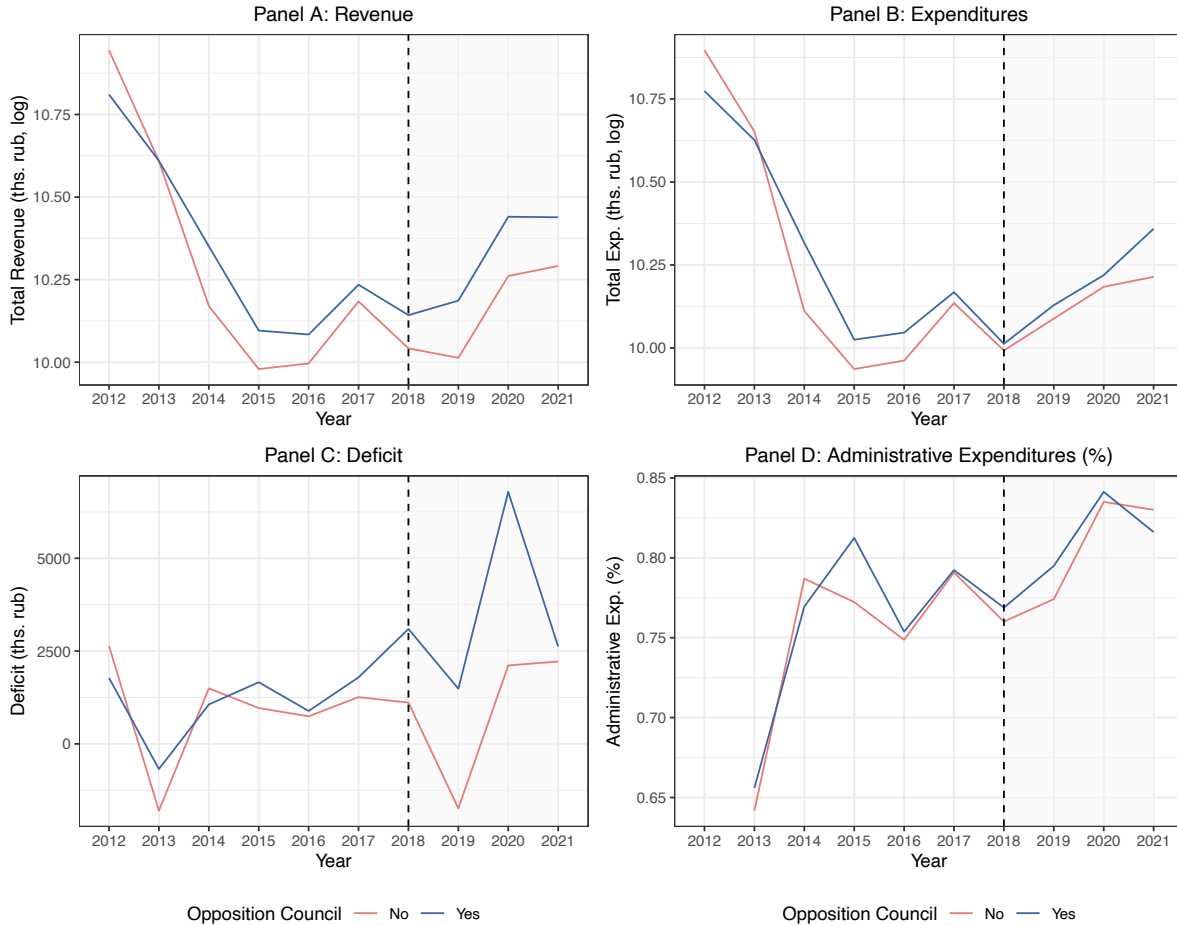 Panel A: Revenue
Total Revenue (ths. rub, log)
10.75
10.50
10.25
10.00
2012 2013 2014 2015 2016 2017 2018 2019 2020 2021
Year
Panel B: Expenditures
Total Exp. (ths. rub, log)
10.75
10.50
10.25
10.00
2012 2013 2014 2015 2016 2017 2018 2019 2020 2021
Year
Panel C: Deficit
Deficit (ths. rub)
5000
2500
0
2012 2013 2014 2015 2016 2017 2018 2019 2020 2021
Year
Panel D: Administrative Expenditures (%)
Administrative Exp. (%)
0.85
0.80
0.75
0.70
0.65
2012 2013 2014 2015 2016 2017 2018 2019 2020 2021
Year
Opposition Council No Yes
Opposition Council No Yes